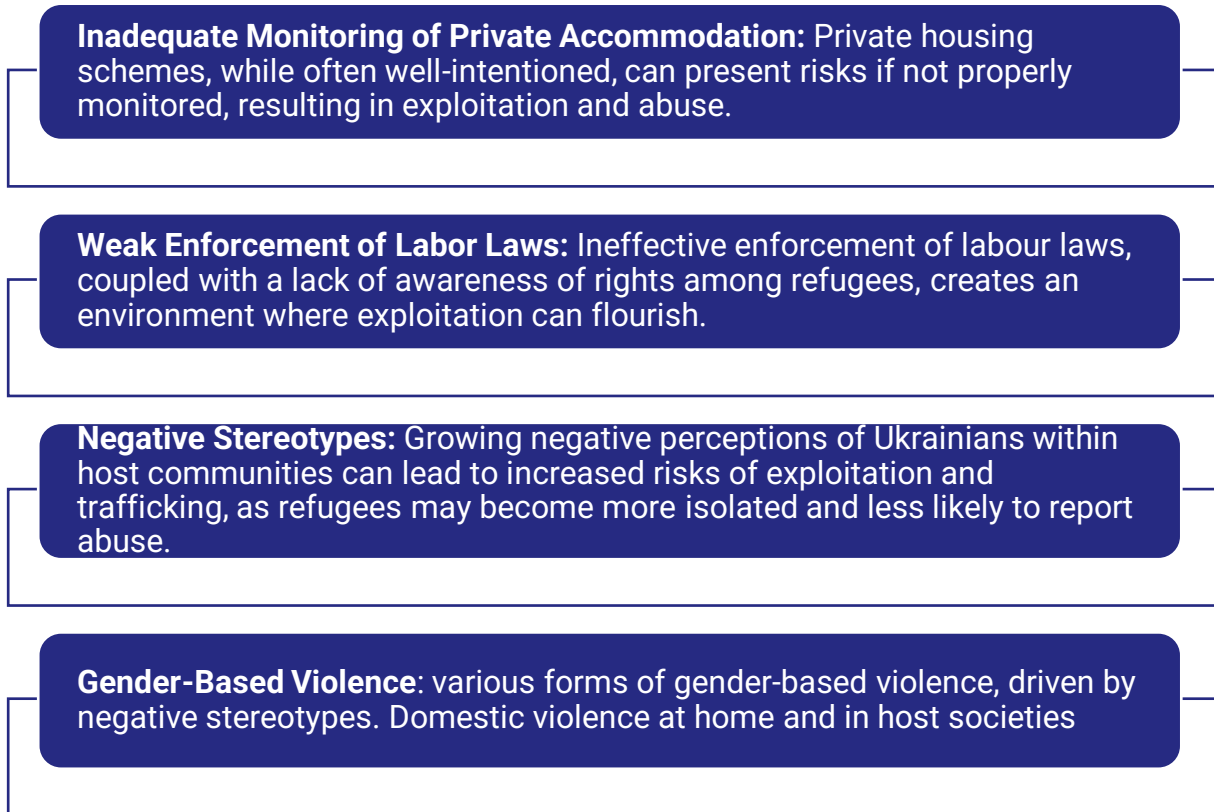 Inadequate Monitoring of Private Accommodation: Private housing
schemes, while often well-intentioned, can present risks if not properly
monitored, resulting in exploitation and abuse.
Weak Enforcement of Labor Laws: Ineffective enforcement of labour laws,
coupled with a lack of awareness of rights among refugees, creates an
environment where exploitation can flourish.
Negative Stereotypes: Growing negative perceptions of Ukrainians within
host communities can lead to increased risks of exploitation and
trafficking, as refugees may become more isolated and less likely to report
abuse.
Gender-Based Violence: various forms of gender-based violence, driven by
negative stereotypes. Domestic violence at home and in host societies